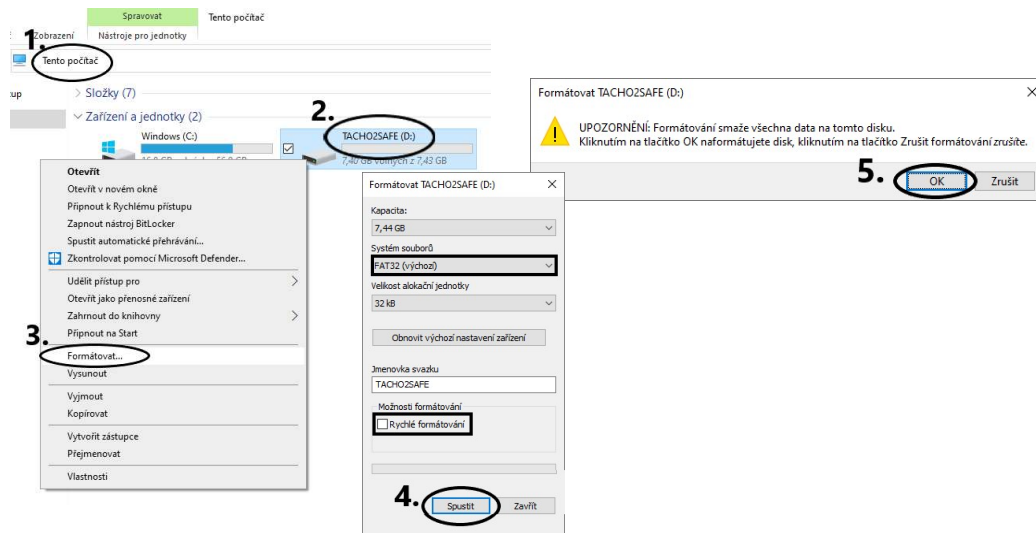 Spravovat
Tento počítač
1.
Zobrazení
Nástroje pro jednotky
Tento počítač
Složky (7)
Zařízení a jednotky (2)
2.
Windows (C:)
TACHO2SAFE (D:)
7,40 GB volných z 7,43 GB
3.
Otevřít
Otevřít v novém okně
Připnout k Rychlému přístupu
Zapnout nástroj BitLocker
Spustit automatické přehrávání...
Zkontrolovat pomocí Microsoft Defender...
Udělit přístup pro
Otevřít jako přenosné zařízení
Zahrnout do knihovny
Připnout na Start
Formátovat...
Vysunout
Vyjmout
Kopírovat
Vytvořit zástupce
Přejmenovat
Vlastnosti
Formátovat TACHO2SAFE (D:)
Kapacita:
7,44 GB
Systém souborů
FAT32 (výchozí)
Velikost alokační jednotky
32 kB
Obnovit výchozí nastavení zařízení
Jmenovka svazku
TACHO2SAFE
Možnosti formátování
Rychlé formátování
4.
Spustit
Zavřít
Formátovat TACHO2SAFE (D:)
UPOZORNĚNÍ: Formátování smaže všechna data na tomto disku.
Kliknutím na tlačítko OK naformátujete disk, kliknutím na tlačítko Zrušit formátování zrušíte.
5.
OK
Zrušit